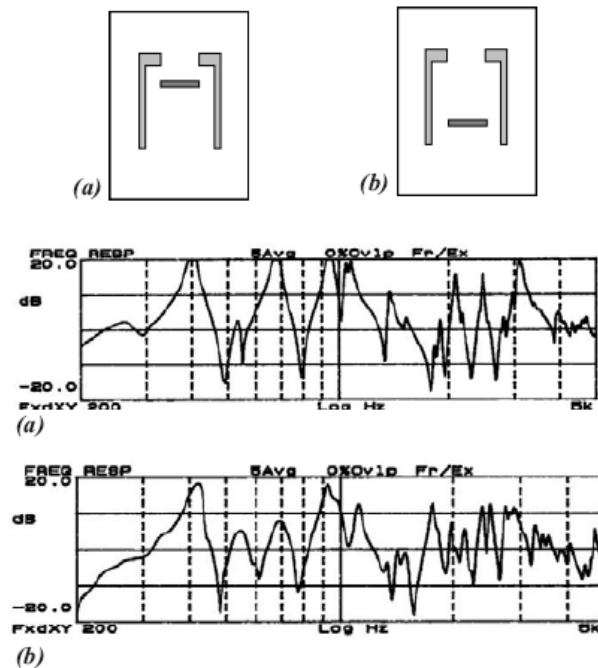 (a)
(b)
FREQ RESP 5Avg 0%Ovlp Fr/Ex
20.0
dB
-20.0
FxdXY 200 Log Hz 5k
(a)
FREQ RESP 5Avg 0%Ovlp Fr/Ex
20.0
dB
-20.0
FxdXY 200 Log Hz 5k
(b)